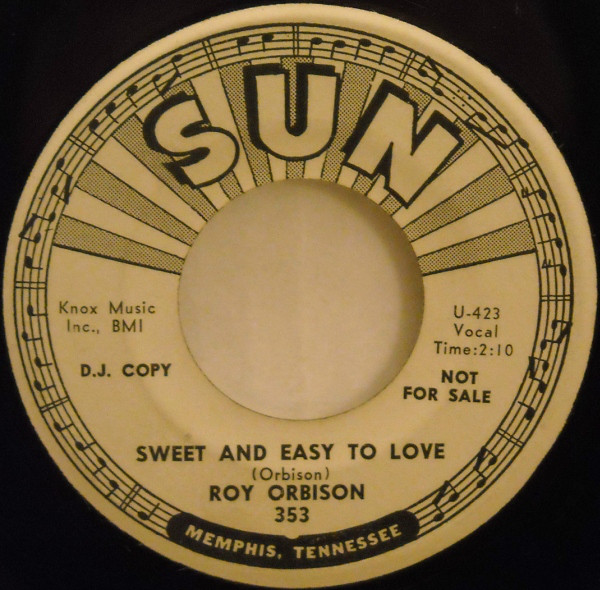 SUN
Knox Music
Inc., BMI
D.J. COPY
U-423
Vocal
Time:2:10
NOT
FOR SALE
SWEET AND EASY TO LOVE
(Orbison)
ROY ORBISON
353
MEMPHIS, TENNESSEE